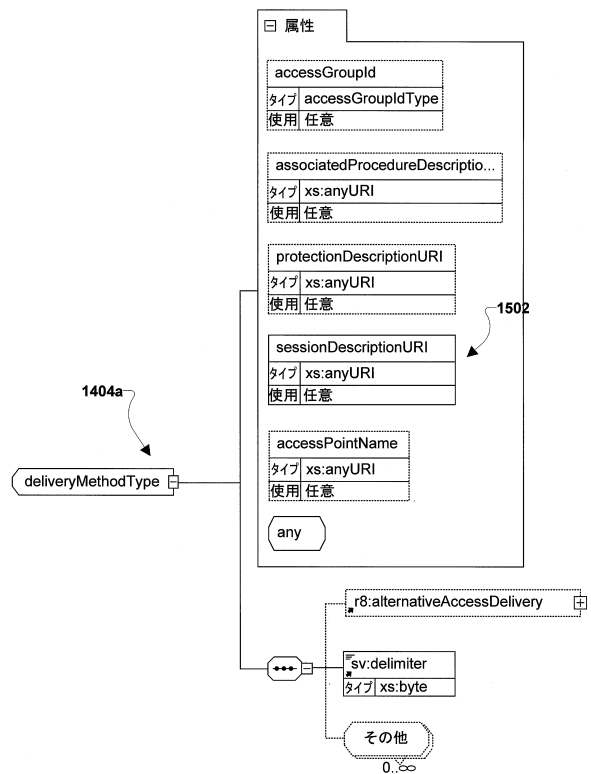 属性
accessGroupId
タイプ accessGroupIdType
使用 任意
associatedProcedureDescriptio...
タイプ xs:anyURI
使用 任意
protectionDescriptionURI
タイプ xs:anyURI
使用 任意
1502
sessionDescriptionURI
タイプ xs:anyURI
使用 任意
1404a
accessPointName
タイプ xs:anyURI
使用 任意
deliveryMethodType
any
r8:alternativeAccessDelivery
sv:delimiter
タイプ xs:byte
その他
0..∞